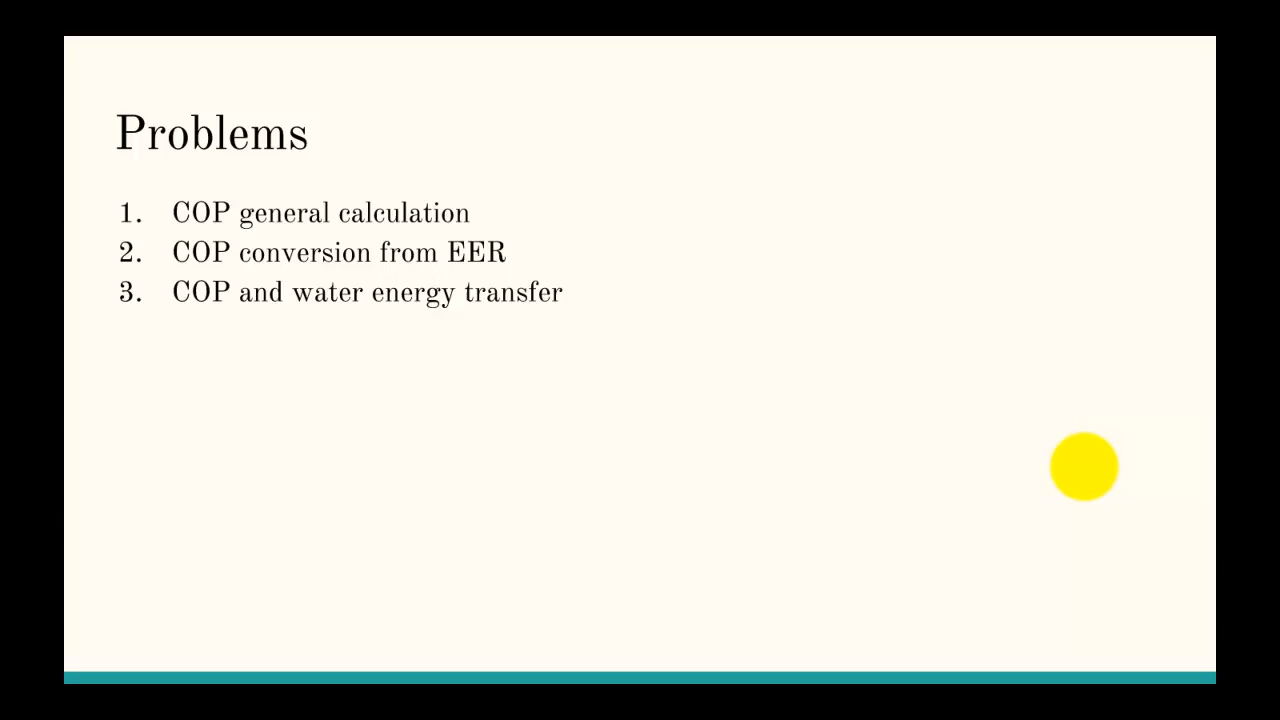 Problems
1. COP general calculation
2. COP conversion from EER
3. COP and water energy transfer